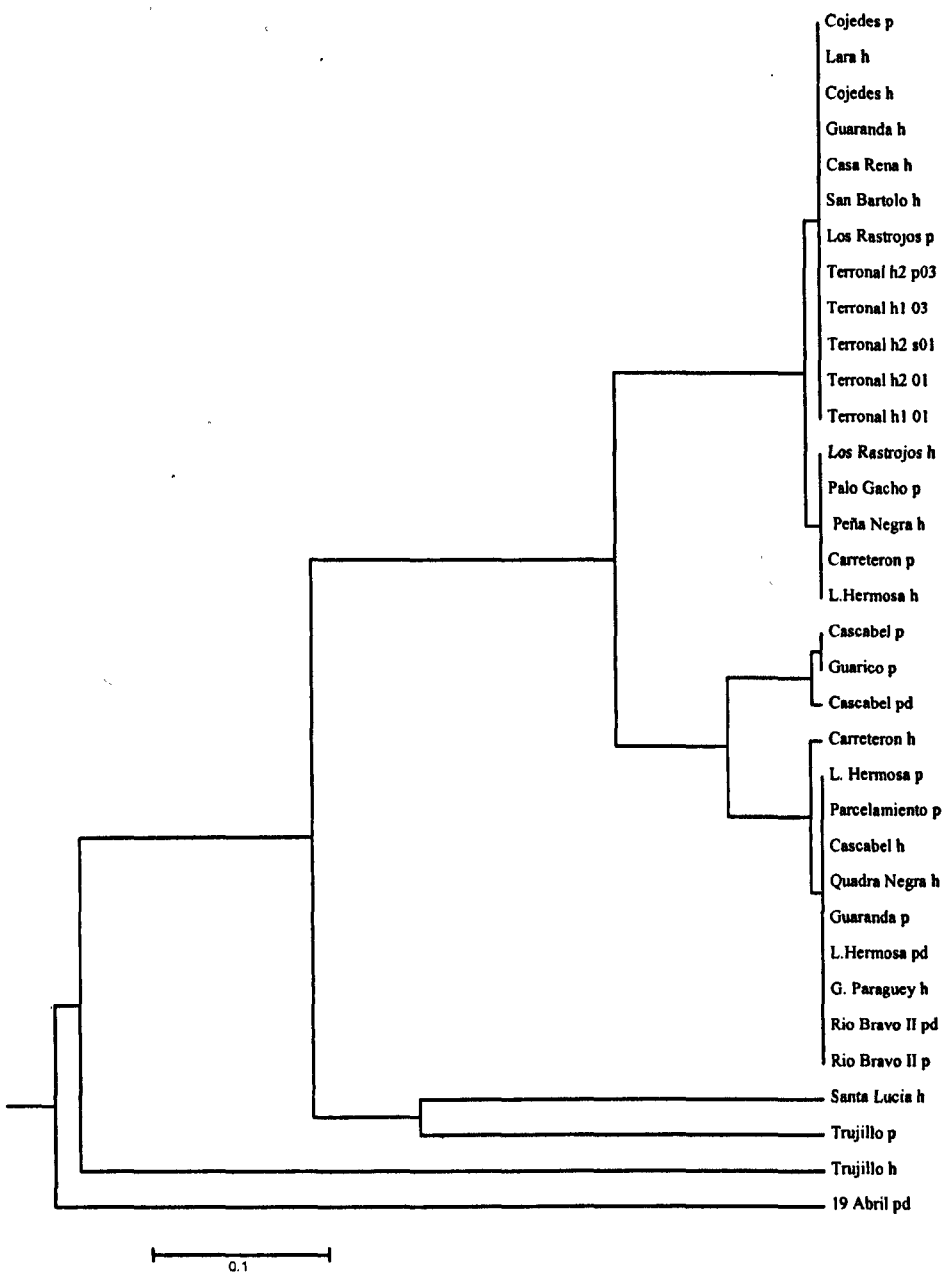 Cojedes p
Lara h
Cojedes h
Guaranda h
Casa Rena h
San Bartolo h
Los Rastrojos p
Terronal h2 p03
Terronal h1 03
Terronal h2 s01
Terronal h2 01
Terronal h1 01
Los Rastrojos h
Palo Gacho p
Peña Negra h
Carreteron p
L.Hermosa h
Cascabel p
Guarico p
Cascabel pd
Carreteron h
L. Hermosa p
Parcelamiento p
Cascabel h
Quadra Negra h
Guaranda p
L.Hermosa pd
G. Paraguey h
Rio Bravo II pd
Rio Bravo II p
Santa Lucia h
Trujillo p
Trujillo h
19 Abril pd
0.1